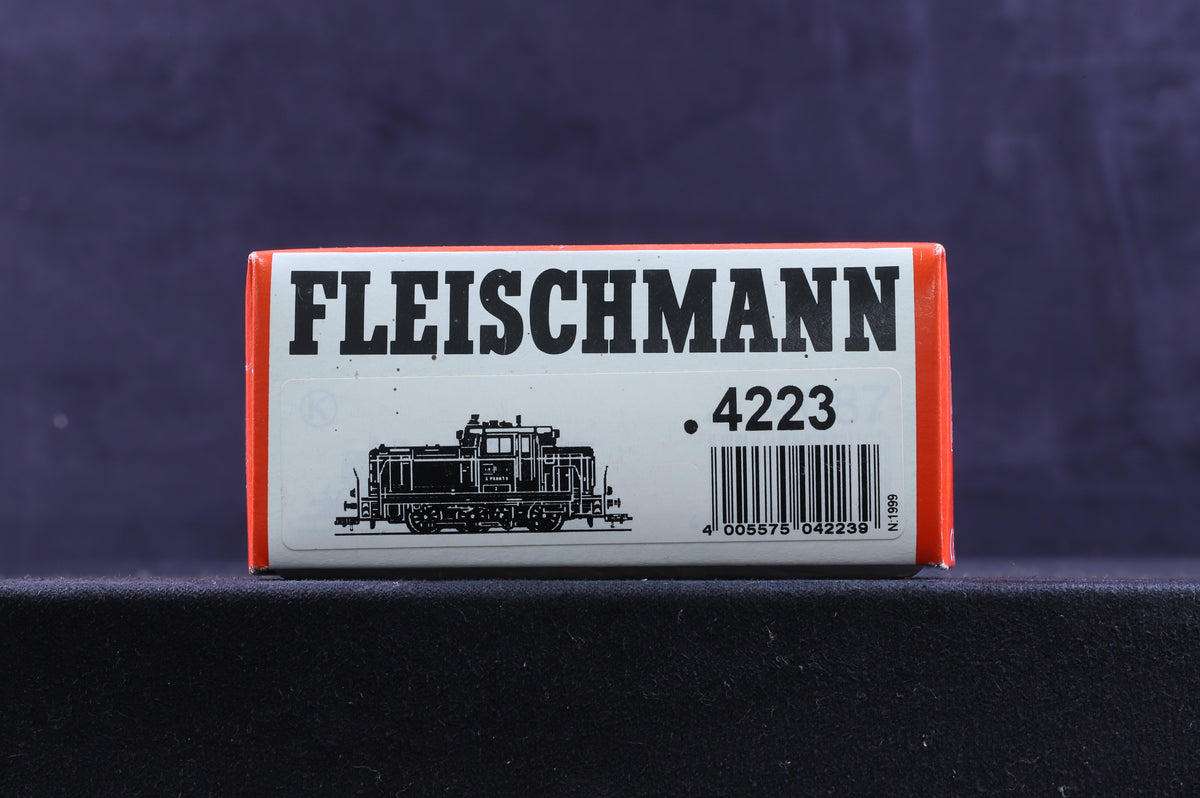 FLEISCHMANN
. 4223
4 005575 042239
N:1999